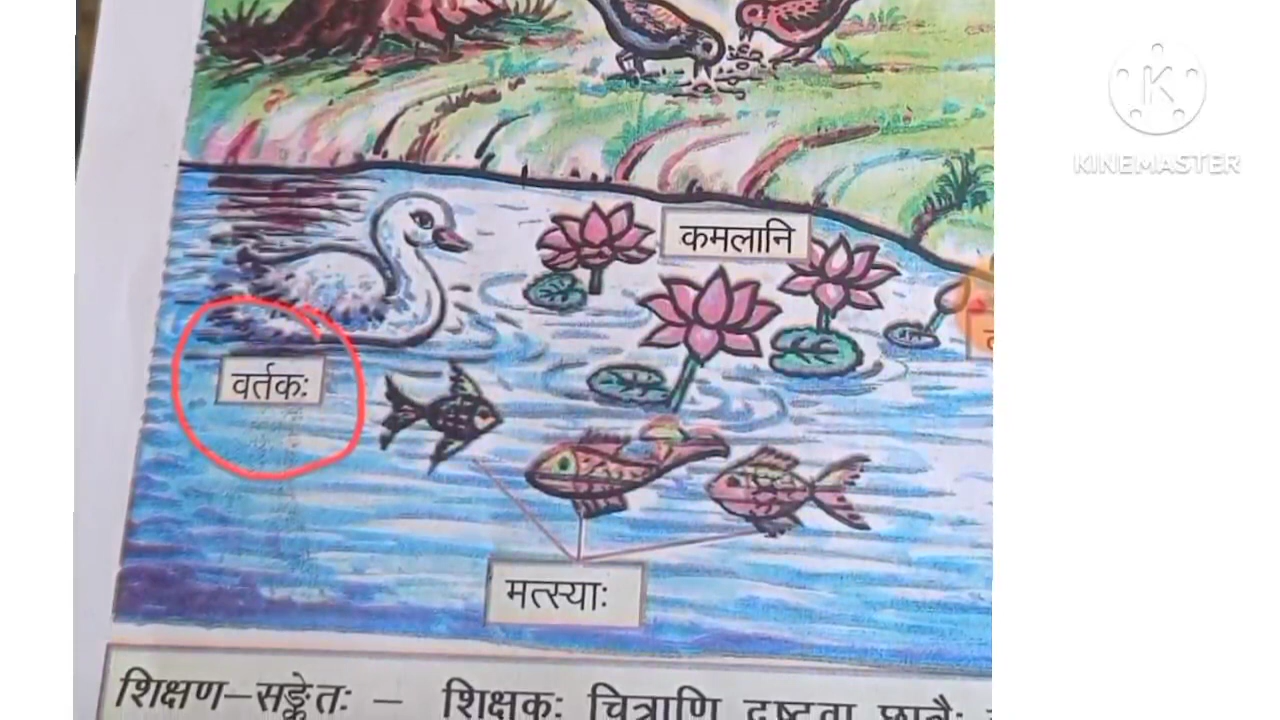 KINEMASTER
कमलानि
वर्तकः
मत्स्याः
शिक्षण–सङ्केतः – शिक्षकः चित्राणि दृष्ट्वा छात्रैः